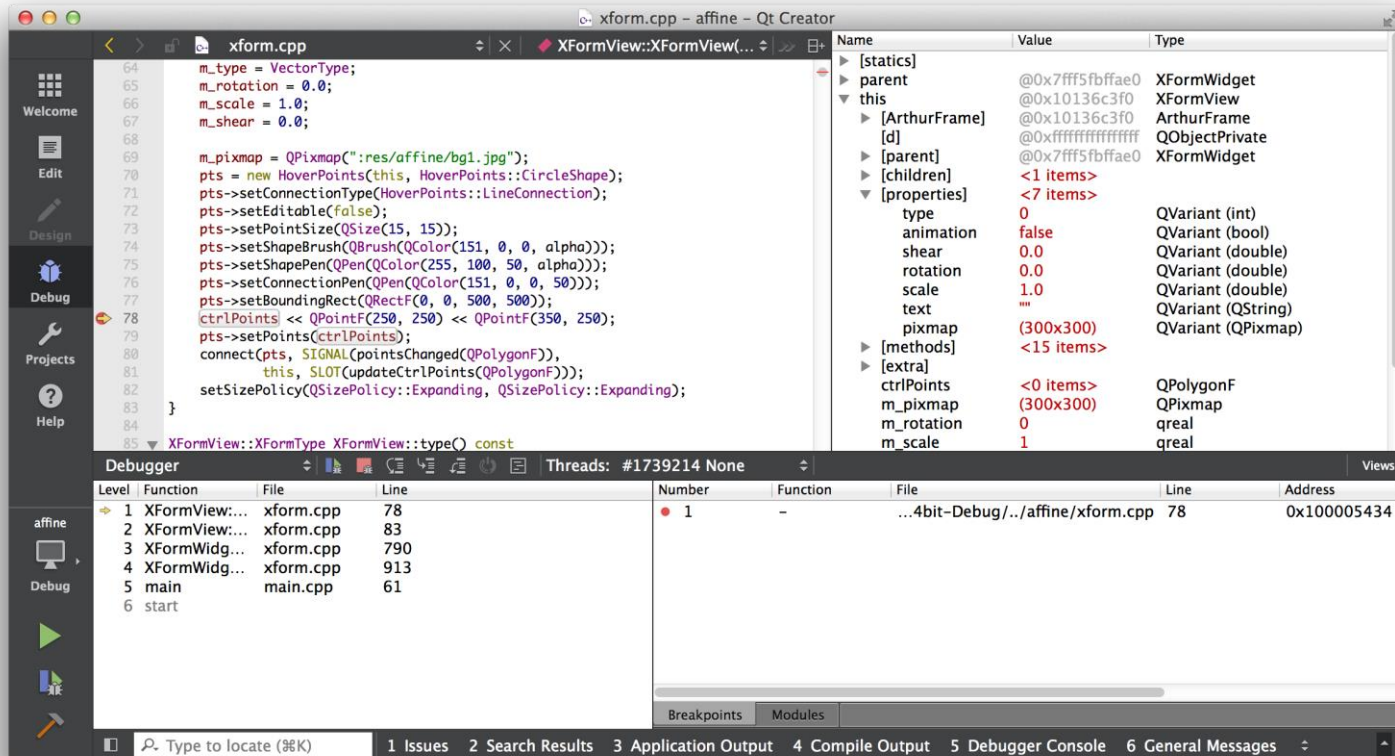 xform.cpp – affine – Qt Creator
xform.cpp
XFormView::XFormView(...
Welcome
Edit
Design
Debug
Projects
Help
affine
Debug
64 m_type = VectorType;
65 m_rotation = 0.0;
66 m_scale = 1.0;
67 m_shear = 0.0;
68
69 m_pixmap = QPixmap(":res/affine/bg1.jpg");
70 pts = new HoverPoints(this, HoverPoints::CircleShape);
71 pts->setConnectionType(HoverPoints::LineConnection);
72 pts->setEditable(false);
73 pts->setPointSize(QSize(15, 15));
74 pts->setShapeBrush(QBrush(QColor(151, 0, 0, alpha)));
75 pts->setShapePen(QPen(QColor(255, 100, 50, alpha)));
76 pts->setConnectionPen(QPen(QColor(151, 0, 0, 50)));
77 pts->setBoundingRect(QRectF(0, 0, 500, 500));
78 ctrlPoints << QPointF(250, 250) << QPointF(350, 250);
79 pts->setPoints(ctrlPoints);
80 connect(pts, SIGNAL(pointsChanged(QPolygonF)),
81 this, SLOT(updateCtrlPoints(QPolygonF)));
82 setSizePolicy(QSizePolicy::Expanding, QSizePolicy::Expanding);
83 }
84
85 XFormView::XFormType XFormView::type() const
Name Value Type
[statics]
parent @0x7fff5fbffae0 XFormWidget
this @0x10136c3f0 XFormView
[ArthurFrame] @0x10136c3f0 ArthurFrame
[d] @0xffffffffffffffff QObjectPrivate
[parent] @0x7fff5fbffae0 XFormWidget
[children] <1 items>
[properties] <7 items>
type 0 QVariant (int)
animation false QVariant (bool)
shear 0.0 QVariant (double)
rotation 0.0 QVariant (double)
scale 1.0 QVariant (double)
text "" QVariant (QString)
pixmap (300x300) QVariant (QPixmap)
[methods] <15 items>
[extra]
ctrlPoints <0 items> QPolygonF
m_pixmap (300x300) QPixmap
m_rotation 0 qreal
m_scale 1 qreal
Debugger Threads: #1739214 None Views
Level Function File Line
1 XFormView:... xform.cpp 78
2 XFormView:... xform.cpp 83
3 XFormWidg... xform.cpp 790
4 XFormWidg... xform.cpp 913
5 main main.cpp 61
6 start
Number Function File Line Address
1 – ...4bit-Debug/../affine/xform.cpp 78 0x100005434
Breakpoints Modules
Type to locate (⌘K) 1 Issues 2 Search Results 3 Application Output 4 Compile Output 5 Debugger Console 6 General Messages